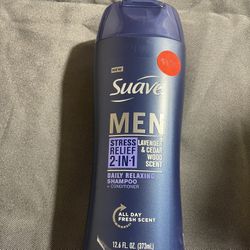 NEW
Suave
MEN
STRESS
RELIEF
2-IN-1
LAVENDER
& CEDAR
WOOD
SCENT
DAILY RELAXING
SHAMPOO
+ CONDITIONER
ALL DAY
FRESH SCENT
12.6 FL OZ (373mL)